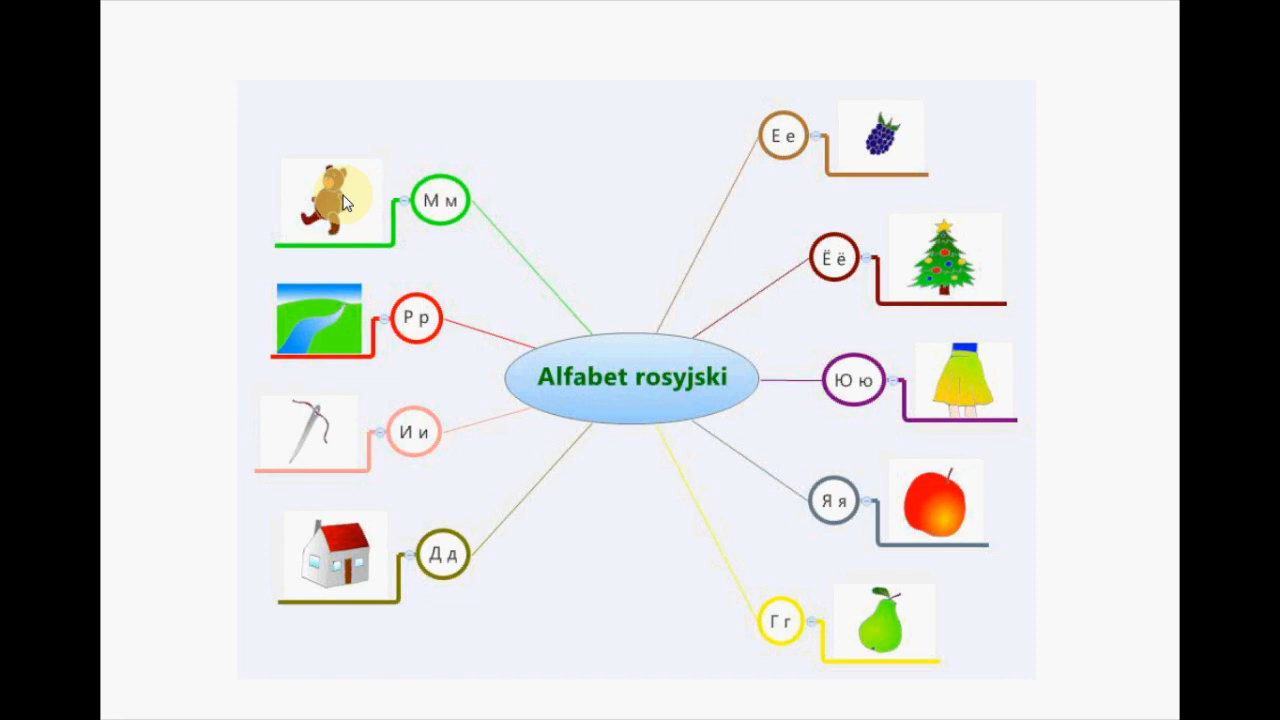 Е е
М м
Ё ё
Р р
Alfabet rosyjski
Ю ю
И и
Я я
Д д
Г г